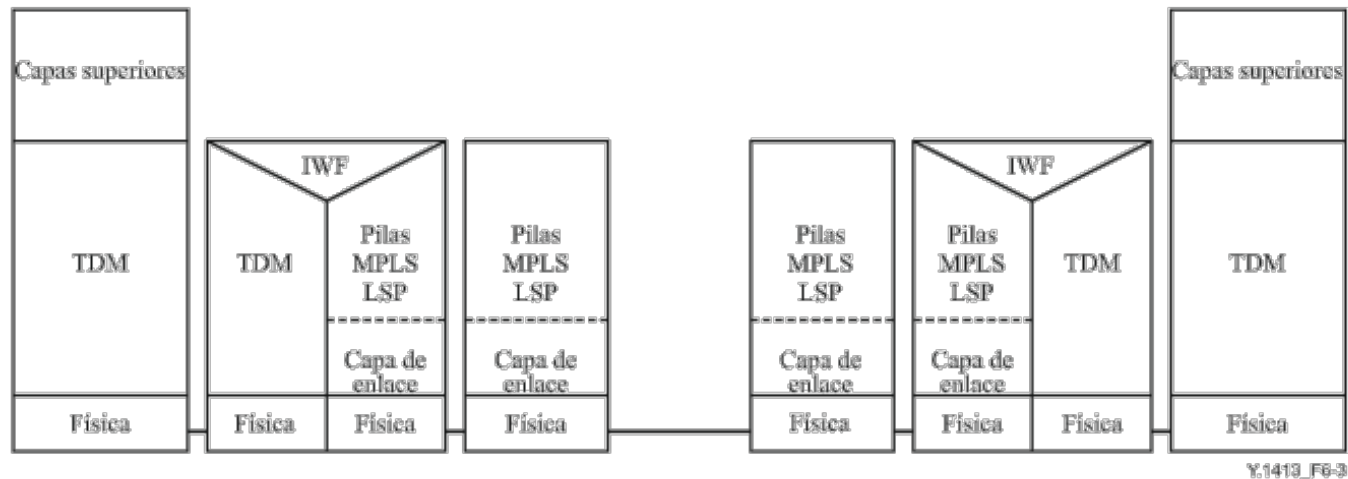 Capas superiores
Capas superiores
IWF
IWF
TDM
TDM
Pilas
MPLS
LSP
Pilas
MPLS
LSP
Pilas
MPLS
LSP
Pilas
MPLS
LSP
TDM
TDM
Capa de
enlace
Capa de
enlace
Capa de
enlace
Capa de
enlace
Física
Física
Física
Física
Física
Física
Física
Física
Y.1413_F6-3